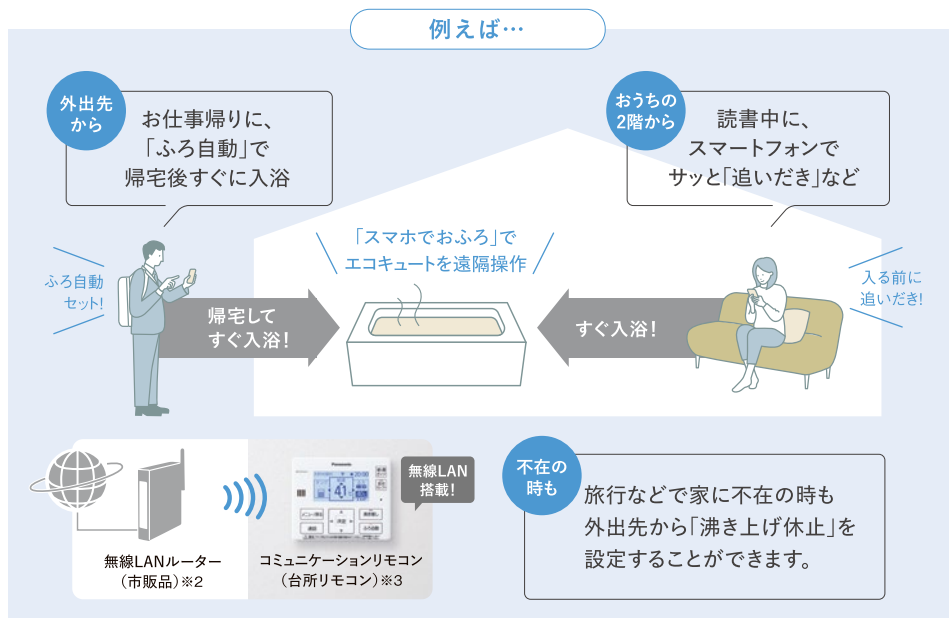 例えば…
外出先
から
お仕事帰りに、
「ふろ自動」で
帰宅後すぐに入浴
おうちの
2階から
読書中に、
スマートフォンで
サッと「追いだき」など
「スマホでおふろ」で
エコキュートを遠隔操作
ふろ自動
セット!
帰宅して
すぐ入浴!
すぐ入浴!
入る前に
追いだき!
Panasonic
無線LAN
搭載!
無線LANルーター
（市販品）※2
コミュニケーションリモコン
（台所リモコン）※3
不在の
時も
旅行などで家に不在の時も
外出先から「沸き上げ休止」を
設定することができます。